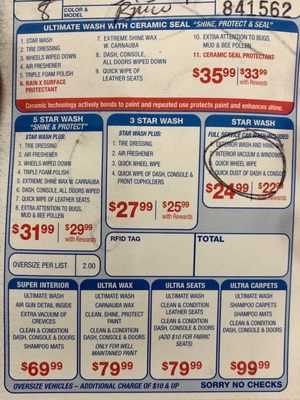 8
COLOR & MODEL
841562
ULTIMATE WASH WITH CERAMIC SEAL "SHINE, PROTECT & SEAL"
1. STAR WASH
2. TIRE DRESSING
3. WHEELS WIPED DOWN
4. AIR FRESHENER
5. TRIPLE FOAM POLISH
6. RAIN X SURFACE PROTECTANT
7. EXTREME SHINE WAX W. CARNAUBA
8. DASH, CONSOLE, ALL DOORS WIPED DOWN
9. QUICK WIPE OF LEATHER SEATS
10. EXTRA ATTENTION TO BUGS, MUD & BEE POLLEN
11. CERAMIC SEALANT PROTECTANT
$35.99 $33.99 with Rewards
Ceramic technology actively bonds to paint and repeated use protects paint and enhances shine.
5 STAR WASH
"SHINE & PROTECT"
STAR WASH PLUS:
1. TIRE DRESSING
2. AIR FRESHENER
3. WHEELS WIPED DOWN
4. TRIPLE FOAM POLISH
5. EXTREME SHINE WAX W. CARNAUBA
6. DASH, CONSOLE, ALL DOORS WIPED
7. QUICK WIPE OF LEATHER SEATS
8. EXTRA ATTENTION TO BUGS, MUD & BEE POLLEN
$31.99 $29.99 with Rewards
3 STAR WASH
STAR WASH PLUS:
1. TIRE DRESSING
2. AIR FRESHENER
3. QUICK WHEEL WIPE
4. QUICK WIPE OF DASH, CONSOLE & FRONT CUPHOLDERS
$27.99 $25.99 with Rewards
STAR WASH
FULL SERVICE CAR WASH INCLUDES:
EXTERIOR WASH AND HAND DRY
INTERIOR VACUUM & WINDOWS
QUICK WHEEL WIPE
QUICK DUST OF DASH & CONSOLE
$24.99 $22.99 with Rewards
RFID TAG
TOTAL
OVERSIZE PER LIST 2.00
SUPER INTERIOR
ULTIMATE WASH
AIR GUN DETAIL INSIDE
EXTRA VACUUM OF CREVICES
CLEAN & CONDITION DASH, CONSOLE & DOORS
SHAMPOO MATS
$69.99
ULTRA WAX
ULTIMATE WASH
CARNAUBA WAX
CLEAN, SHINE, PROTECT PAINT
CLEAN & CONDITION DASH, CONSOLE & DOORS
ONLY FOR WELL MAINTAINED PAINT
$79.99
ULTRA SEATS
ULTIMATE WASH
CLEAN & CONDITION LEATHER SEATS
CLEAN & CONDITION DASH, CONSOLE & DOORS
(ADD $10 FOR FABRIC SEATS)
$79.99
ULTRA CARPETS
ULTIMATE WASH
SHAMPOO CARPETS
SHAMPOO MATS
CLEAN & CONDITION DASH, CONSOLE & DOORS
$99.99
OVERSIZE VEHICLES - ADDITIONAL CHARGE OF $10 & UP
SORRY NO CHECKS